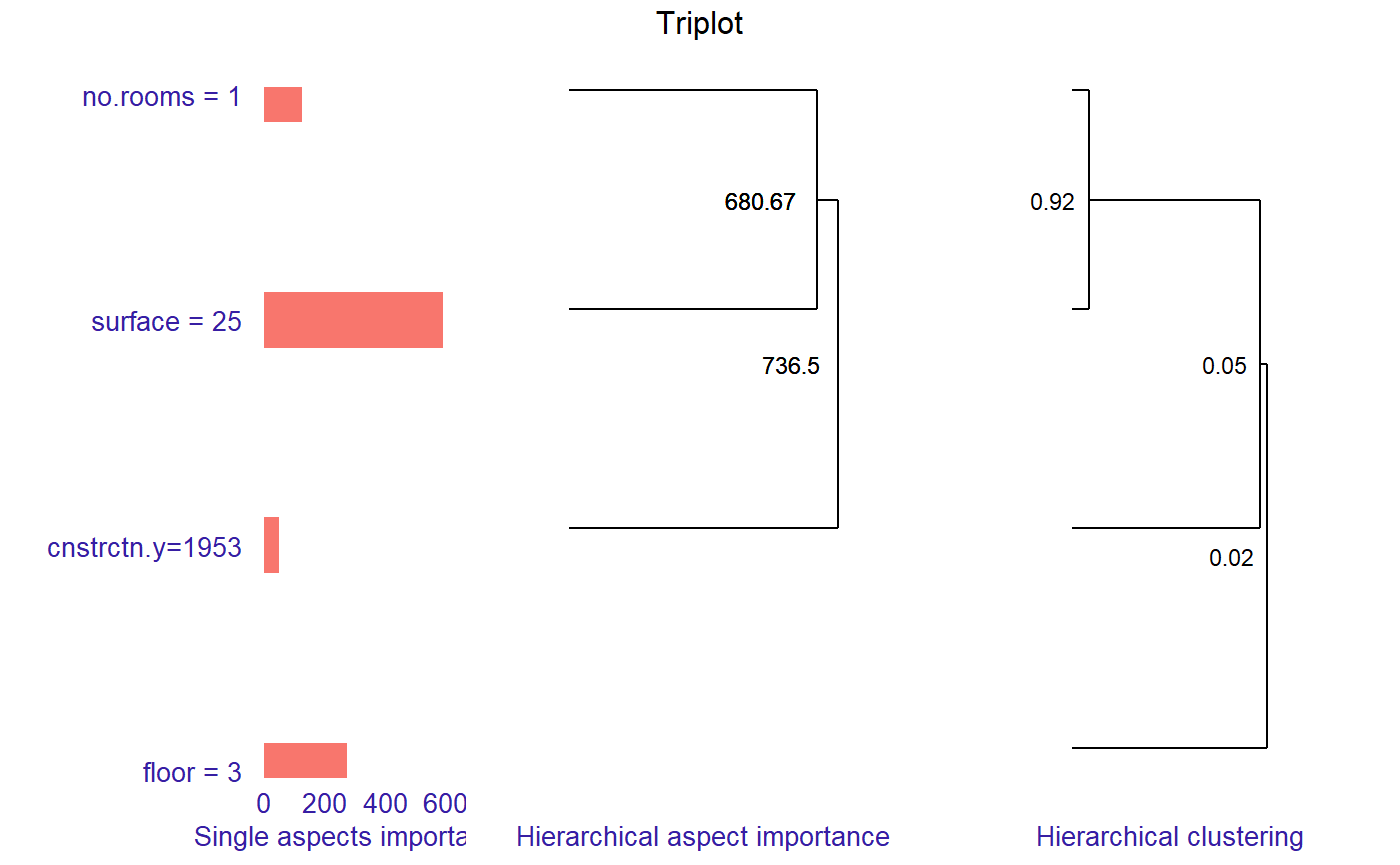 Triplot
no.rooms = 1
680.67
0.92
surface = 25
736.5
0.05
cnstrctn.y=1953
0.02
floor = 3
0 200 400 600
Single aspects importa
Hierarchical aspect importance
Hierarchical clustering